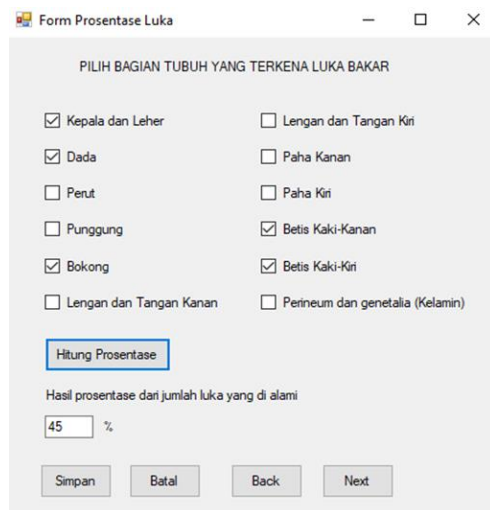 Form Prosentase Luka
PILIH BAGIAN TUBUH YANG TERKENA LUKA BAKAR
Kepala dan Leher
Dada
Perut
Punggung
Bokong
Lengan dan Tangan Kanan
Lengan dan Tangan Kiri
Paha Kanan
Paha Kiri
Betis Kaki-Kanan
Betis Kaki-Kiri
Perineum dan genetalia (Kelamin)
Hitung Prosentase
Hasil prosentase dari jumlah luka yang di alami
45 %
Simpan Batal Back Next